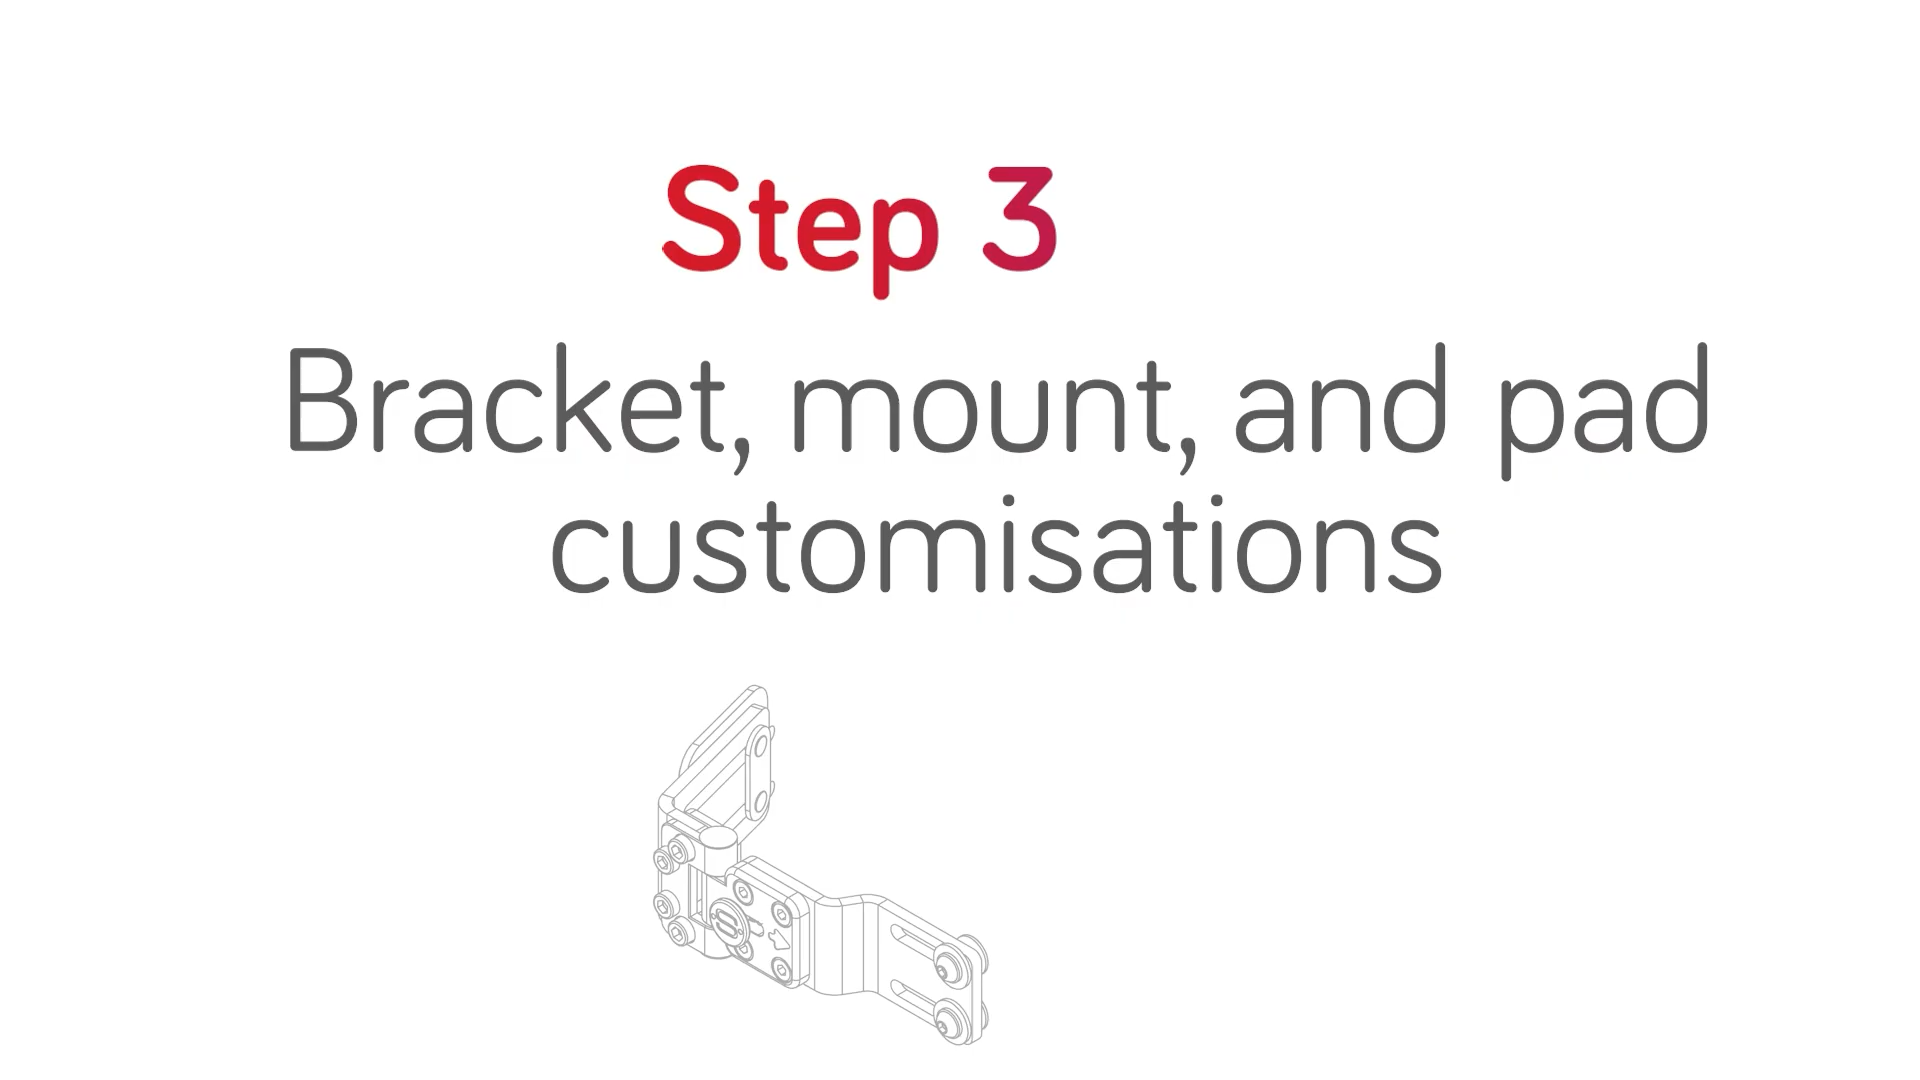 Step 3
Bracket, mount, and pad
customisations